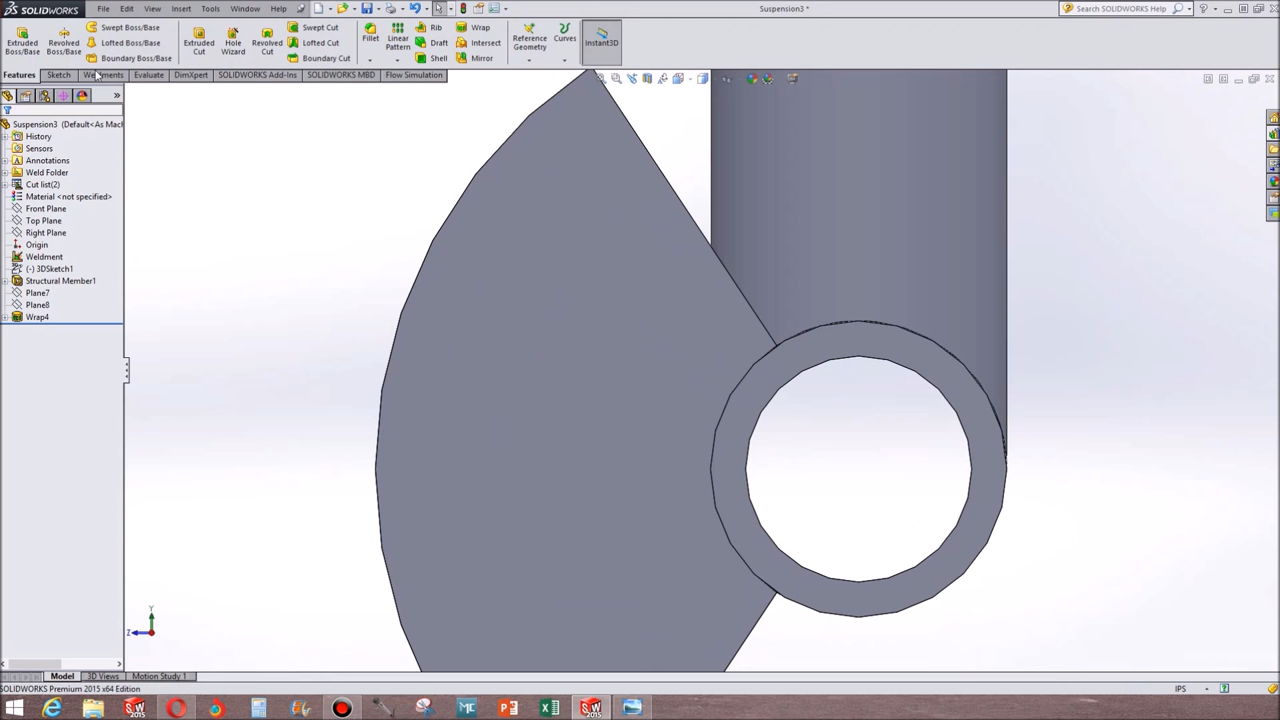 SOLIDWORKS File Edit View Insert Tools Window Help Suspension3 * Search SOLIDWORKS Help
Extruded Boss/Base
Revolved Boss/Base
Swept Boss/Base
Lofted Boss/Base
Boundary Boss/Base
Extruded Cut
Hole Wizard
Revolved Cut
Swept Cut
Lofted Cut
Boundary Cut
Fillet
Linear Pattern
Rib
Draft
Shell
Wrap
Intersect
Mirror
Reference Geometry
Curves
Instant3D
Features Sketch Evaluate DimXpert SOLIDWORKS Add-Ins SOLIDWORKS MBD Flow Simulation
Suspension3 (Default<As Mach
History
Sensors
Annotations
Weld Folder
Cut list(2)
Material <not specified>
Front Plane
Top Plane
Right Plane
Origin
Weldment
(-) 3DSketch1
Structural Member1
Plane7
Plane8
Wrap4
Y
Z
Model 3D Views Motion Study 1
SOLIDWORKS Premium 2015 x64 Edition IPS